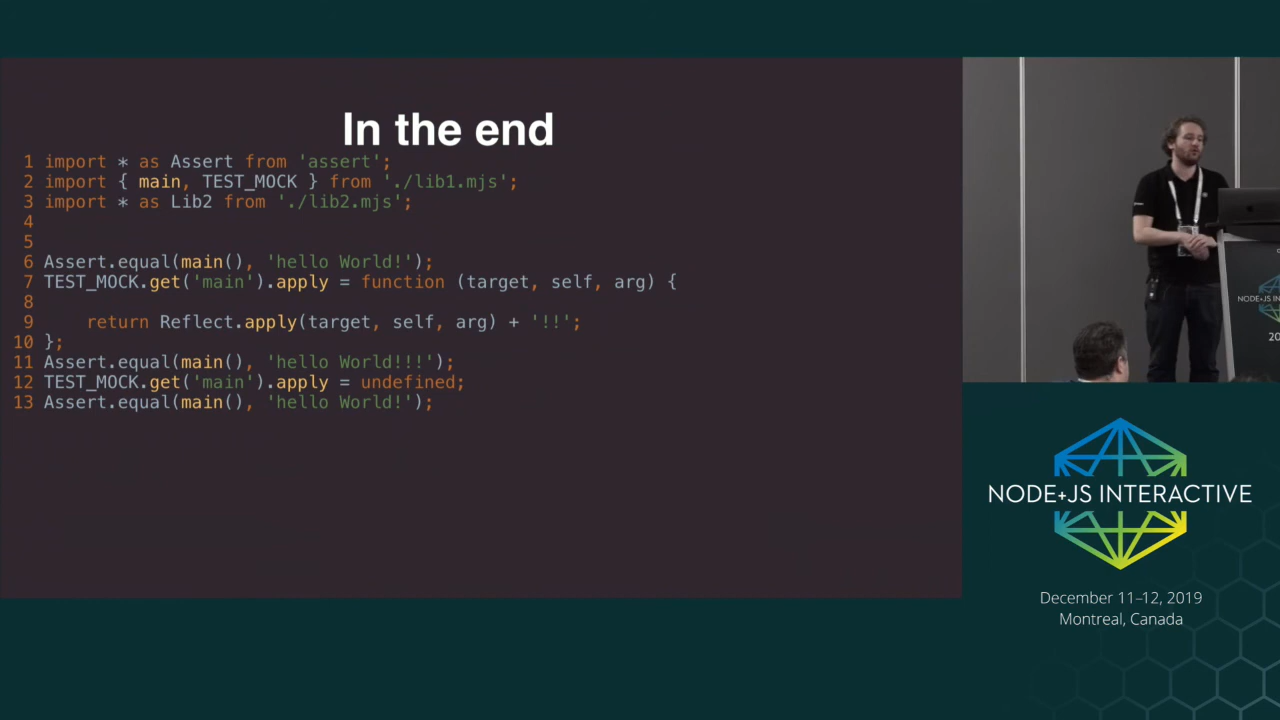 In the end
1 import * as Assert from 'assert';
2 import { main, TEST_MOCK } from './lib1.mjs';
3 import * as Lib2 from './lib2.mjs';
4
5
6 Assert.equal(main(), 'hello World!');
7 TEST_MOCK.get('main').apply = function (target, self, arg) {
8
9     return Reflect.apply(target, self, arg) + '!!';
10 };
11 Assert.equal(main(), 'hello World!!!');
12 TEST_MOCK.get('main').apply = undefined;
13 Assert.equal(main(), 'hello World!');
NODE+JS INTERACTIVE
December 11–12, 2019
Montreal, Canada